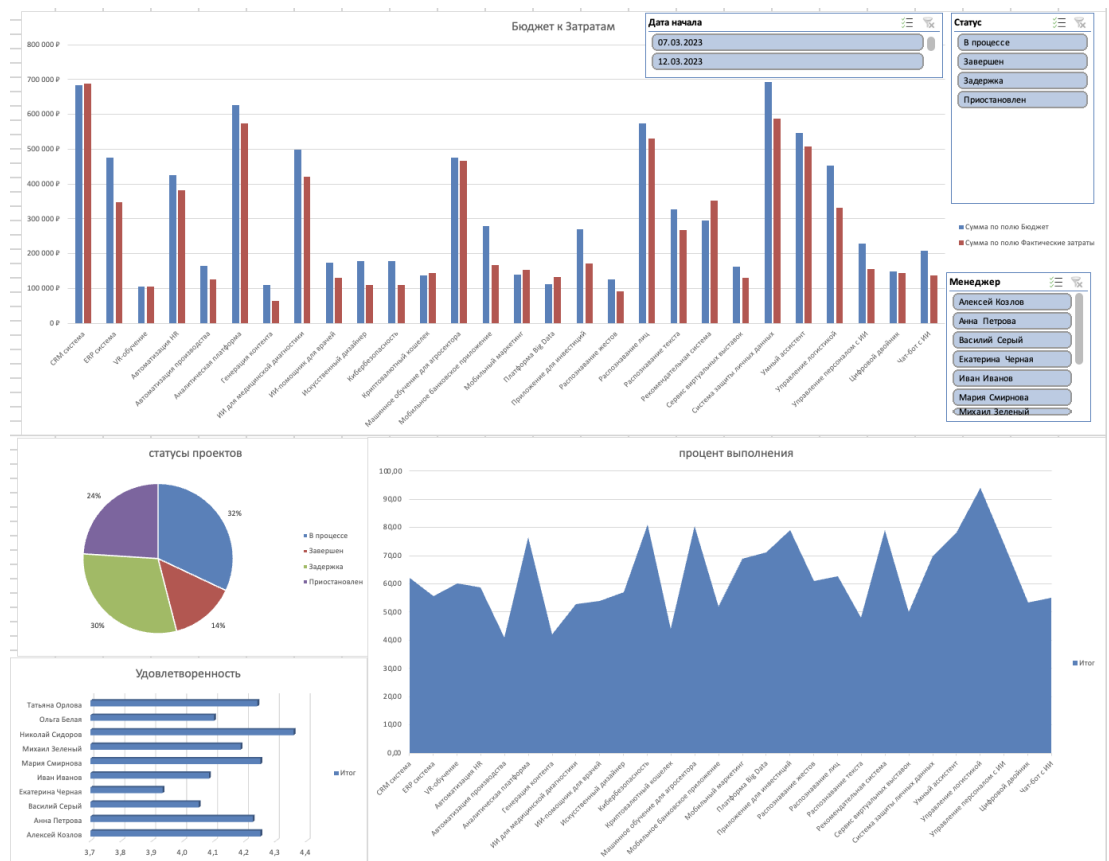 Бюджет к Затратам
800 000 ₽
700 000 ₽
600 000 ₽
500 000 ₽
400 000 ₽
300 000 ₽
200 000 ₽
100 000 ₽
0 ₽
CRM система
ERP система
VR-обучение
Автоматизация HR
Автоматизация производства
Аналитическая платформа
Генерация контента
ИИ для медицинской диагностики
ИИ-помощник для врачей
Искусственный дизайнер
Кибербезопасность
Криптовалютный кошелек
Машинное обучение для агросектора
Мобильное банковское приложение
Мобильный маркетинг
Платформа Big Data
Приложение для инвестиций
Распознавание жестов
Распознавание лиц
Распознавание текста
Рекомендательная система
Сервис виртуальных выставок
Система защиты личных данных
Умный ассистент
Управление логистикой
Управление персоналом с ИИ
Цифровой двойник
Чат-бот с ИИ
Дата начала
07.03.2023
12.03.2023
Статус
В процессе
Завершен
Задержка
Приостановлен
Сумма по полю Бюджет
Сумма по полю Фактические затраты
Менеджер
Алексей Козлов
Анна Петрова
Василий Серый
Екатерина Черная
Иван Иванов
Мария Смирнова
Михаил Зеленый
статусы проектов
24%
32%
30%
14%
В процессе
Завершен
Задержка
Приостановлен
Удовлетворенность
Татьяна Орлова
Ольга Белая
Николай Сидоров
Михаил Зеленый
Мария Смирнова
Иван Иванов
Екатерина Черная
Василий Серый
Анна Петрова
Алексей Козлов
3,7 3,8 3,9 4,0 4,1 4,2 4,3 4,4
Итог
процент выполнения
100,00
90,00
80,00
70,00
60,00
50,00
40,00
30,00
20,00
10,00
0,00
CRM система
ERP система
VR-обучение
Автоматизация HR
Автоматизация производства
Аналитическая платформа
Генерация контента
ИИ для медицинской диагностики
ИИ-помощник для врачей
Искусственный дизайнер
Кибербезопасность
Криптовалютный кошелек
Машинное обучение для агросектора
Мобильное банковское приложение
Мобильный маркетинг
Платформа Big Data
Приложение для инвестиций
Распознавание жестов
Распознавание лиц
Распознавание текста
Рекомендательная система
Сервис виртуальных выставок
Система защиты личных данных
Умный ассистент
Управление логистикой
Управление персоналом с ИИ
Цифровой двойник
Чат-бот с ИИ
Итог